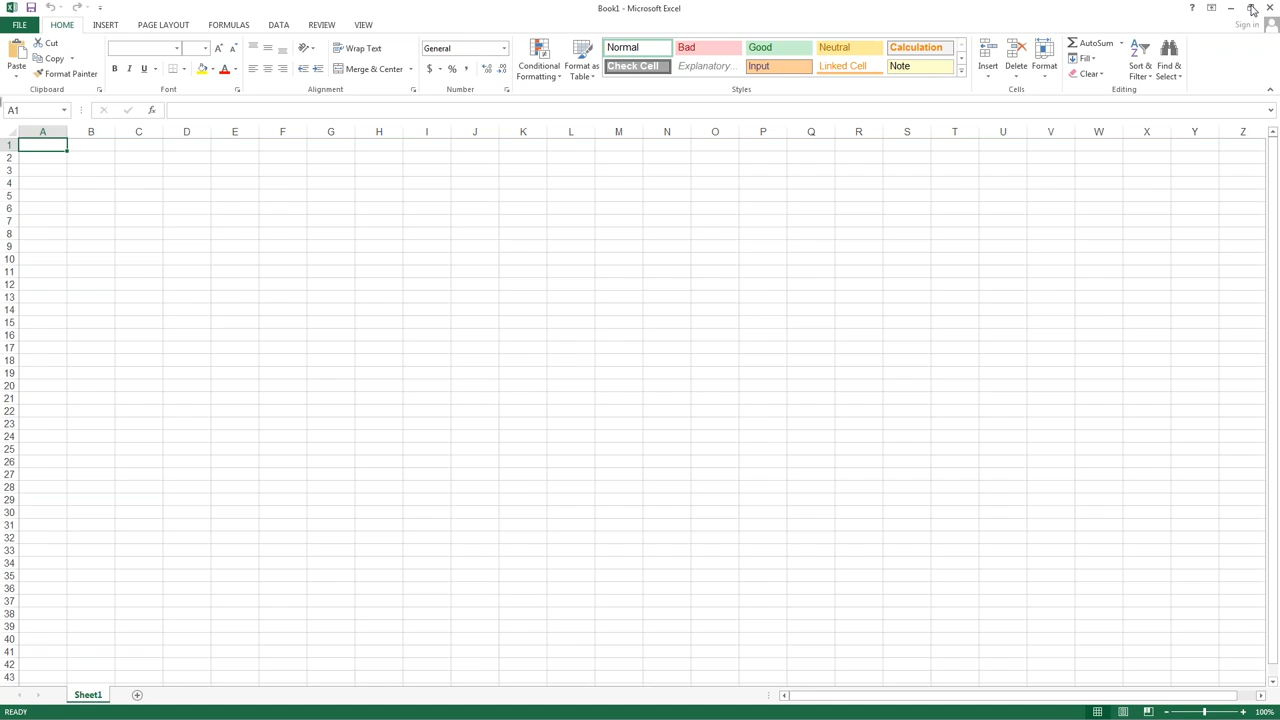 Book1 - Microsoft Excel
?
Sign in
FILE HOME INSERT PAGE LAYOUT FORMULAS DATA REVIEW VIEW
Paste
Cut
Copy
Format Painter
Clipboard
B I U
A
Font
Wrap Text
Merge & Center
Alignment
General
$ % ,
Number
Conditional
Formatting
Format as
Table
Normal Bad Good Neutral Calculation
Check Cell Explanatory... Input Linked Cell Note
Styles
Insert Delete Format
Cells
AutoSum
Fill
Clear
Sort &
Filter
Find &
Select
Editing
A1
fx
A B C D E F G H I J K L M N O P Q R S T U V W X Y Z
1
2
3
4
5
6
7
8
9
10
11
12
13
14
15
16
17
18
19
20
21
22
23
24
25
26
27
28
29
30
31
32
33
34
35
36
37
38
39
40
41
42
43
Sheet1
READY
100%